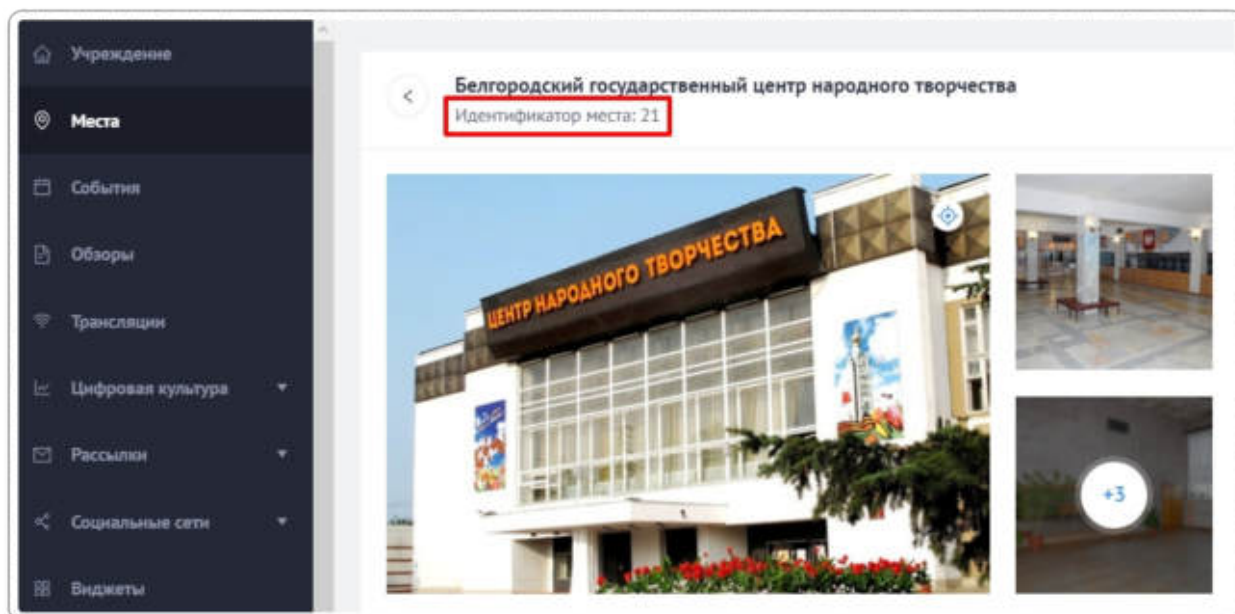 Учреждение
Места
События
Обзоры
Трансляции
Цифровая культура
Рассылки
Социальные сети
Виджеты
Белгородский государственный центр народного творчества
Идентификатор места: 21
ЦЕНТР НАРОДНОГО ТВОРЧЕСТВА
+3